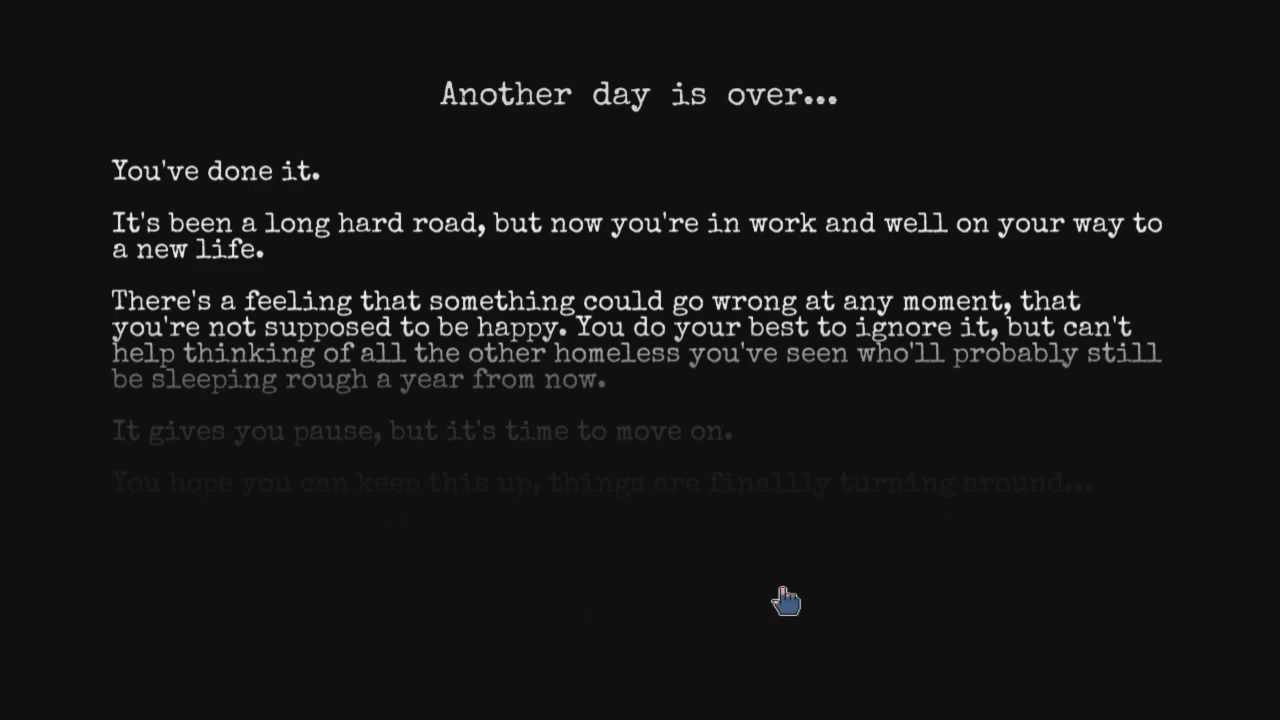 Another day is over...
You've done it.
It's been a long hard road, but now you're in work and well on your way to
a new life.
There's a feeling that something could go wrong at any moment, that
you're not supposed to be happy. You do your best to ignore it, but can't
help thinking of all the other homeless you've seen who'll probably still
be sleeping rough a year from now.
It gives you pause, but it's time to move on.
You hope you can keep this up, things are finallly turning around...